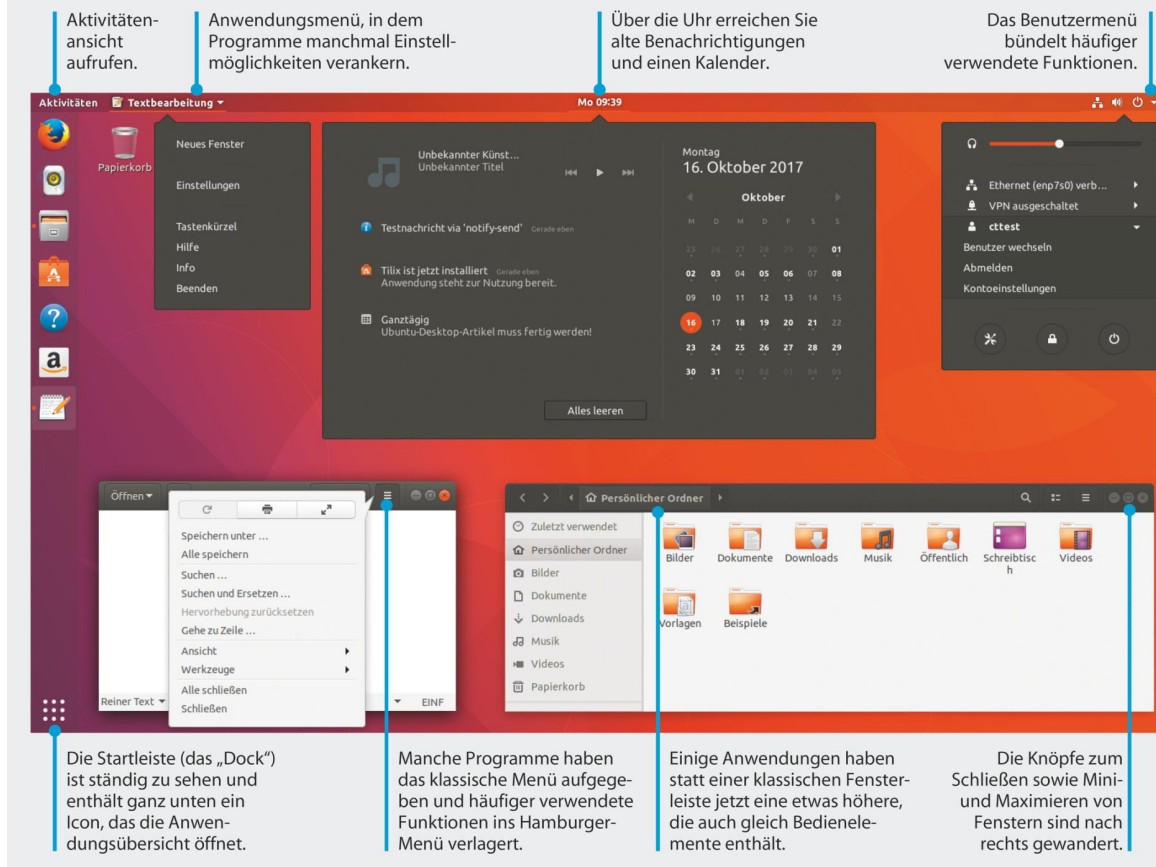 Aktivitäten-
ansicht
aufrufen.
Anwendungsmenü, in dem
Programme manchmal Einstell-
möglichkeiten verankern.
Über die Uhr erreichen Sie
alte Benachrichtigungen
und einen Kalender.
Das Benutzermenü
bündelt häufiger
verwendete Funktionen.
Aktivitäten Textbearbeitung Mo 09:39
Papierkorb
Neues Fenster
Einstellungen
Tastenkürzel
Hilfe
Info
Beenden
Unbekannter Künst...
Unbekannter Titel
Testnachricht via 'notify-send' Gerade eben
Tilix ist jetzt installiert Gerade eben
Anwendung steht zur Nutzung bereit.
Ganztägig
Ubuntu-Desktop-Artikel muss fertig werden!
Alles leeren
Montag
16. Oktober 2017
Oktober
M D M D F S S
25 26 27 28 29 30 01
02 03 04 05 06 07 08
09 10 11 12 13 14 15
16 17 18 19 20 21 22
23 24 25 26 27 28 29
30 31 01 02 03 04 05
Ethernet (enp7s0) verb...
VPN ausgeschaltet
cttest
Benutzer wechseln
Abmelden
Kontoeinstellungen
a
Öffnen
Speichern unter ...
Alle speichern
Suchen ...
Suchen und Ersetzen ...
Hervorhebung zurücksetzen
Gehe zu Zeile ...
Ansicht
Werkzeuge
Alle schließen
Schließen
Reiner Text EINF
Persönlicher Ordner
Zuletzt verwendet
Persönlicher Ordner
Bilder
Dokumente
Downloads
Musik
Videos
Papierkorb
Bilder Dokumente Downloads Musik Öffentlich Schreibtisc
h
Videos
Vorlagen Beispiele
Die Startleiste (das „Dock“)
ist ständig zu sehen und
enthält ganz unten ein
Icon, das die Anwen-
dungsübersicht öffnet.
Manche Programme haben
das klassische Menü aufgege-
ben und häufiger verwendete
Funktionen ins Hamburger-
Menü verlagert.
Einige Anwendungen haben
statt einer klassischen Fenster-
leiste jetzt eine etwas höhere,
die auch gleich Bedienele-
mente enthält.
Die Knöpfe zum
Schließen sowie Mini-
und Maximieren von
Fenstern sind nach
rechts gewandert.